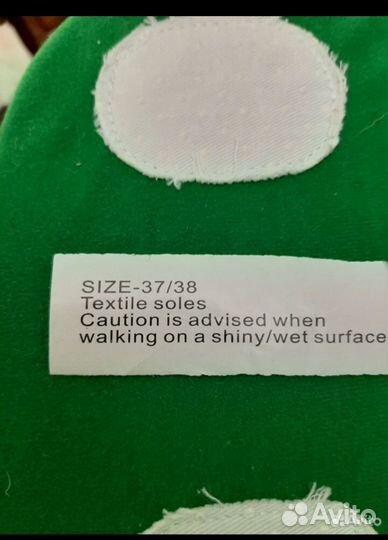 SIZE-37/38
Textile soles
Caution is advised when
walking on a shiny/wet surface
Avito